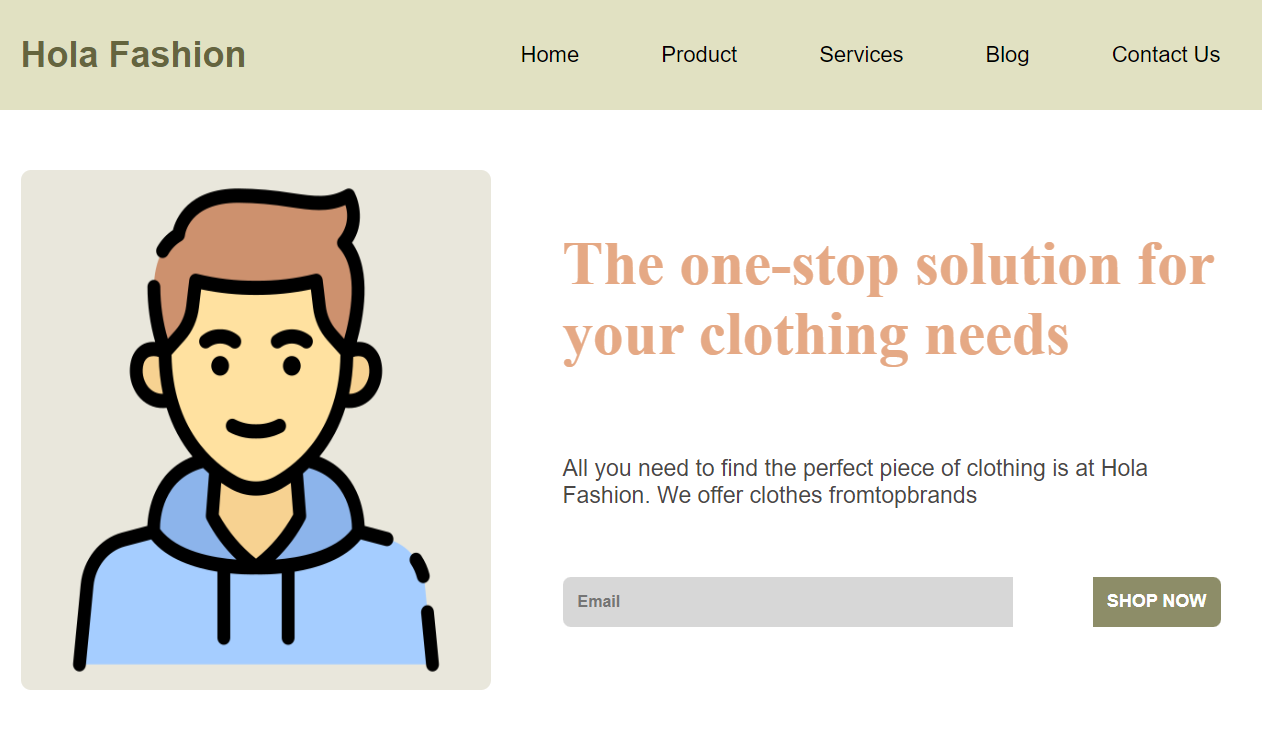 Hola Fashion
Home Product Services Blog Contact Us
The one-stop solution for
your clothing needs
All you need to find the perfect piece of clothing is at Hola
Fashion. We offer clothes fromtopbrands
Email
SHOP NOW